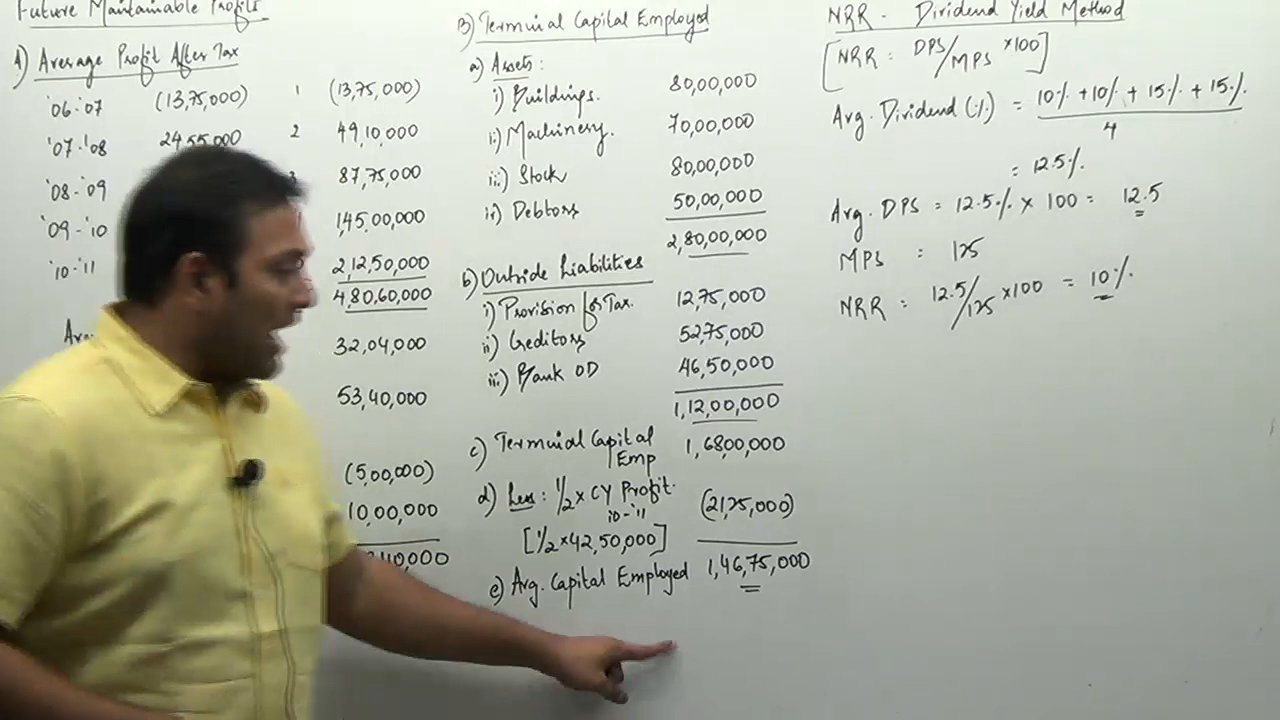 Future Maintainable Profits
A) Average Profit After Tax
'06-'07 (13,75,000) 1 (13,75,000)
'07-'08 24,55,000 2 49,10,000
'08-'09 87,75,000
'09-'10 1,45,00,000
'10-'11 2,12,50,000
4,80,60,000
32,04,000
53,40,000
(5,00,000)
10,00,000
B) Terminal Capital Employed
a) Assets:
i) Buildings. 80,00,000
ii) Machinery. 70,00,000
iii) Stock 80,00,000
iv) Debtors 50,00,000
2,80,00,000
b) Outside Liabilities
i) Provision for Tax. 12,75,000
ii) Creditors 52,75,000
iii) Bank OD 46,50,000
1,12,00,000
c) Terminal Capital Emp 1,6800,000
d) Less: 1/2 x CY Profit. (21,25,000)
10-'11
[1/2 x 42,50,000]
e) Avg. Capital Employed 1,46,75,000
NRR - Dividend Yield Method
[NRR : DPS/MPS x100]
Avg. Dividend (%) = 10% + 10% + 15% + 15%.
4
= 12.5%.
Avg. DPS = 12.5% x 100 = 12.5
MPS : 125
NRR = 12.5/125 x100 = 10%